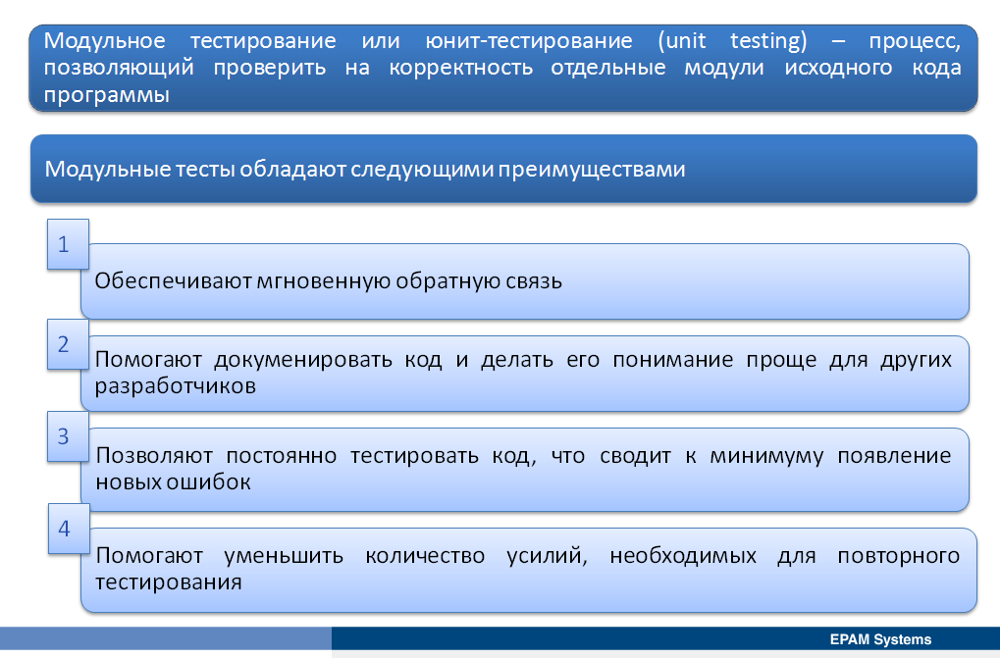 Модульное тестирование или юнит-тестирование (unit testing) – процесс,
позволяющий проверить на корректность отдельные модули исходного кода
программы
Модульные тесты обладают следующими преимуществами
1
Обеспечивают мгновенную обратную связь
2
Помогают докуменировать код и делать его понимание проще для других
разработчиков
3
Позволяют постоянно тестировать код, что сводит к минимуму появление
новых ошибок
4
Помогают уменьшить количество усилий, необходимых для повторного
тестирования
EPAM Systems